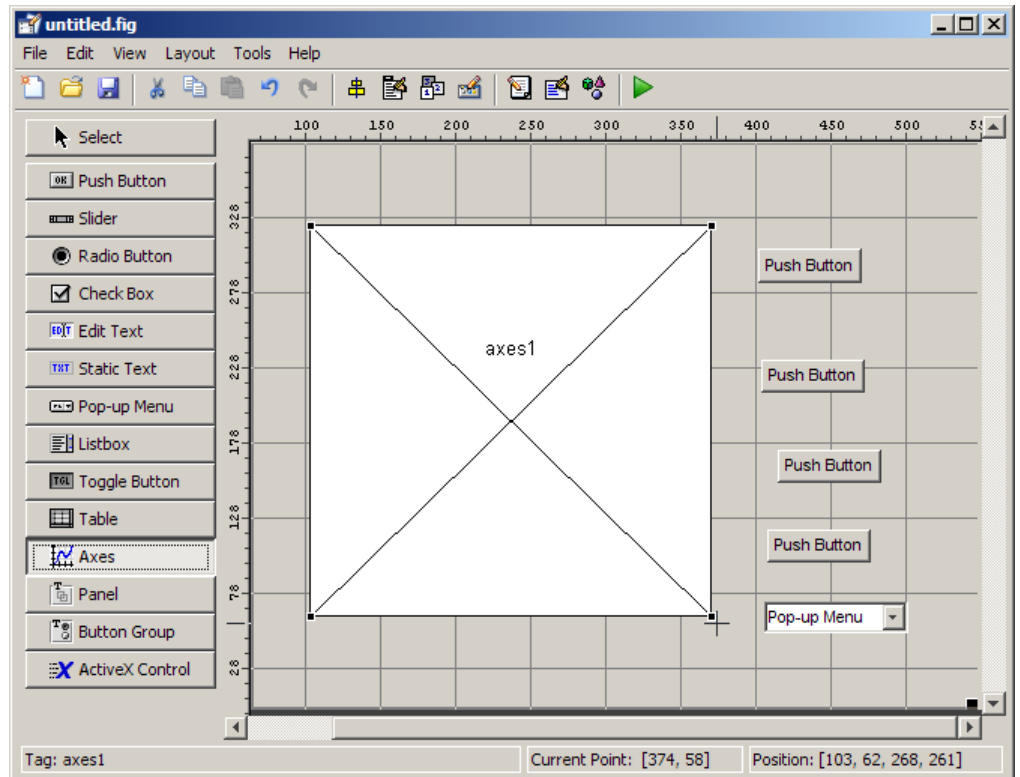 untitled.fig
File Edit View Layout Tools Help
Select
Push Button
Slider
Radio Button
Check Box
Edit Text
Static Text
Pop-up Menu
Listbox
Toggle Button
Table
Axes
Panel
Button Group
ActiveX Control
100 150 200 250 300 350 400 450 500
328
278
228
178
128
78
28
axes1
Push Button
Push Button
Push Button
Push Button
Pop-up Menu
Tag: axes1 Current Point: [374, 58] Position: [103, 62, 268, 261]